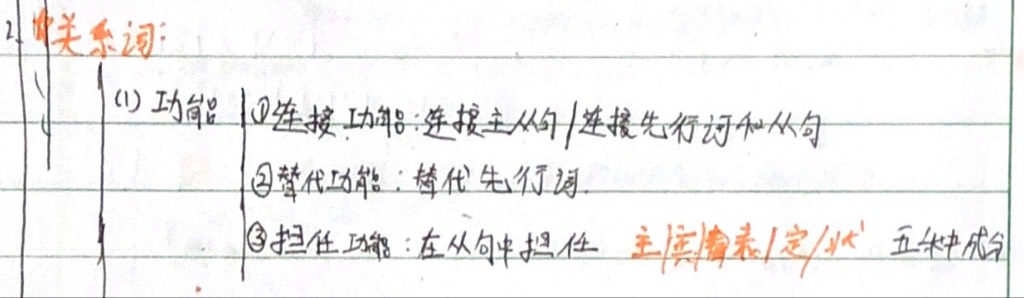 2. 关系词:
(1) 功能 ①连接功能:连接主从句/连接先行词和从句
②替代功能:替代先行词.
③担任功能:在从句中担任 主/宾/表/定/状 五种成分